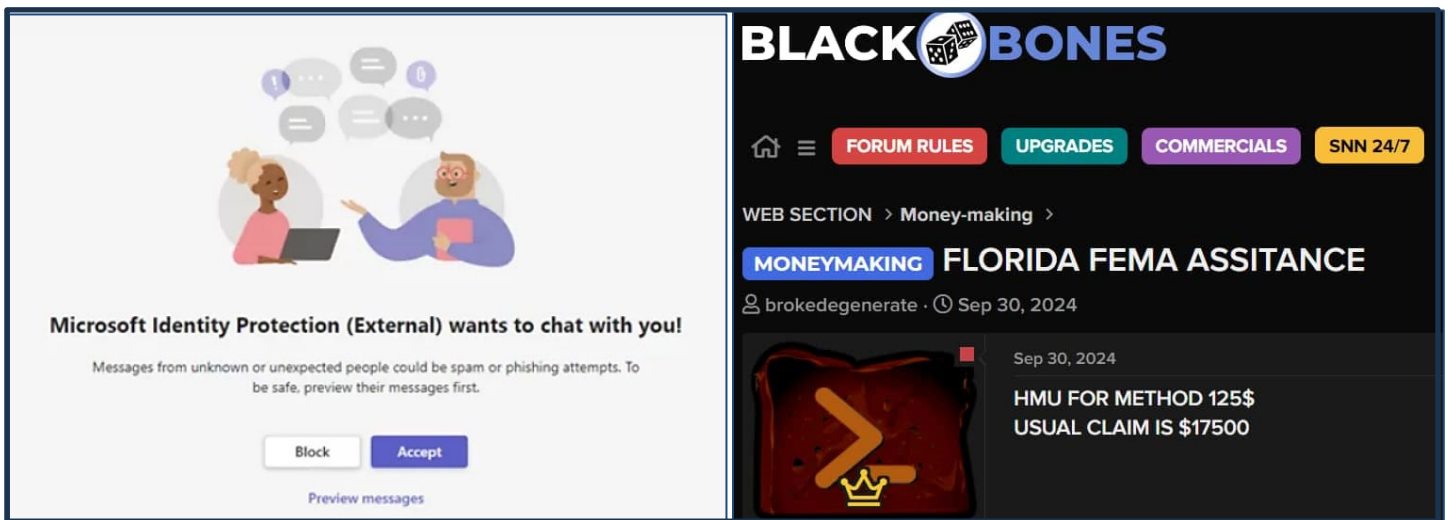 Microsoft Identity Protection (External) wants to chat with you!
Messages from unknown or unexpected people could be spam or phishing attempts. To
be safe, preview their messages first.
Block
Accept
Preview messages
BLACK BONES
FORUM RULES
UPGRADES
COMMERCIALS
SNN 24/7
WEB SECTION > Money-making >
MONEYMAKING FLORIDA FEMA ASSITANCE
brokedegenerate · Sep 30, 2024
Sep 30, 2024
HMU FOR METHOD 125$
USUAL CLAIM IS $17500